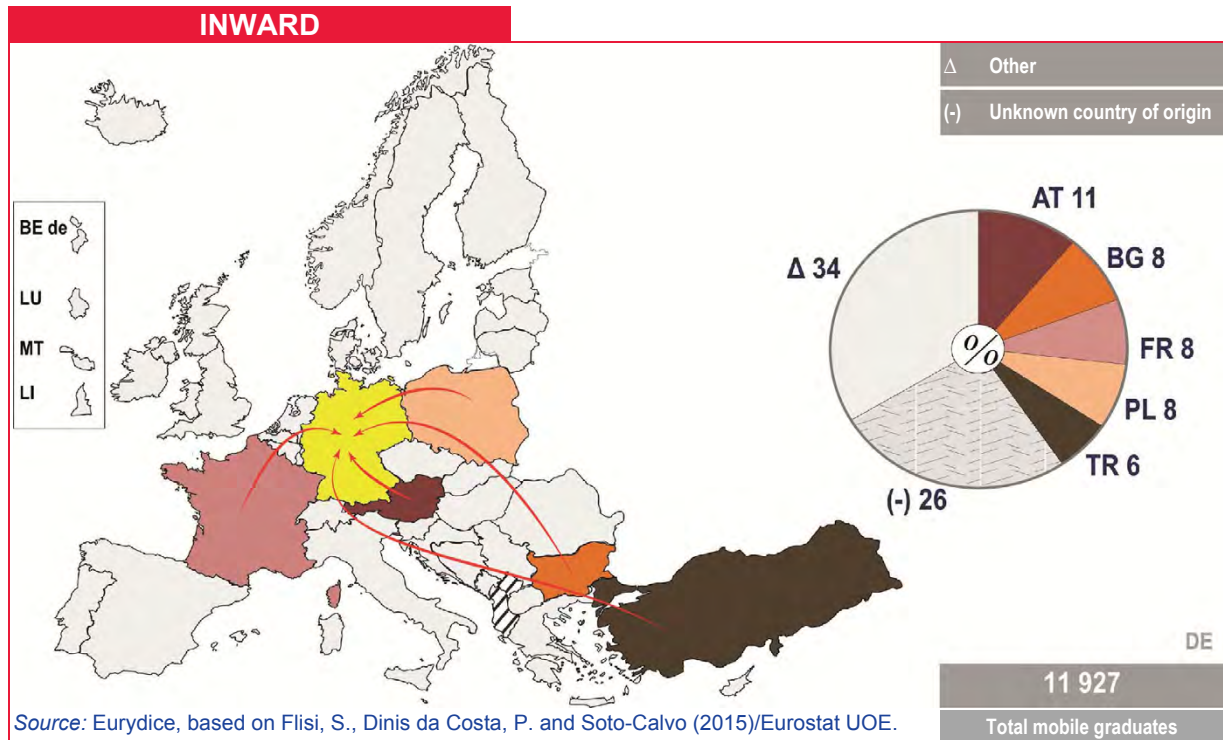 INWARD
Δ Other
(-) Unknown country of origin
BE de
LU
MT
LI
AT 11
BG 8
FR 8
PL 8
TR 6
(-) 26
Δ 34
%
DE
11 927
Total mobile graduates
Source: Eurydice, based on Flisi, S., Dinis da Costa, P. and Soto-Calvo (2015)/Eurostat UOE.